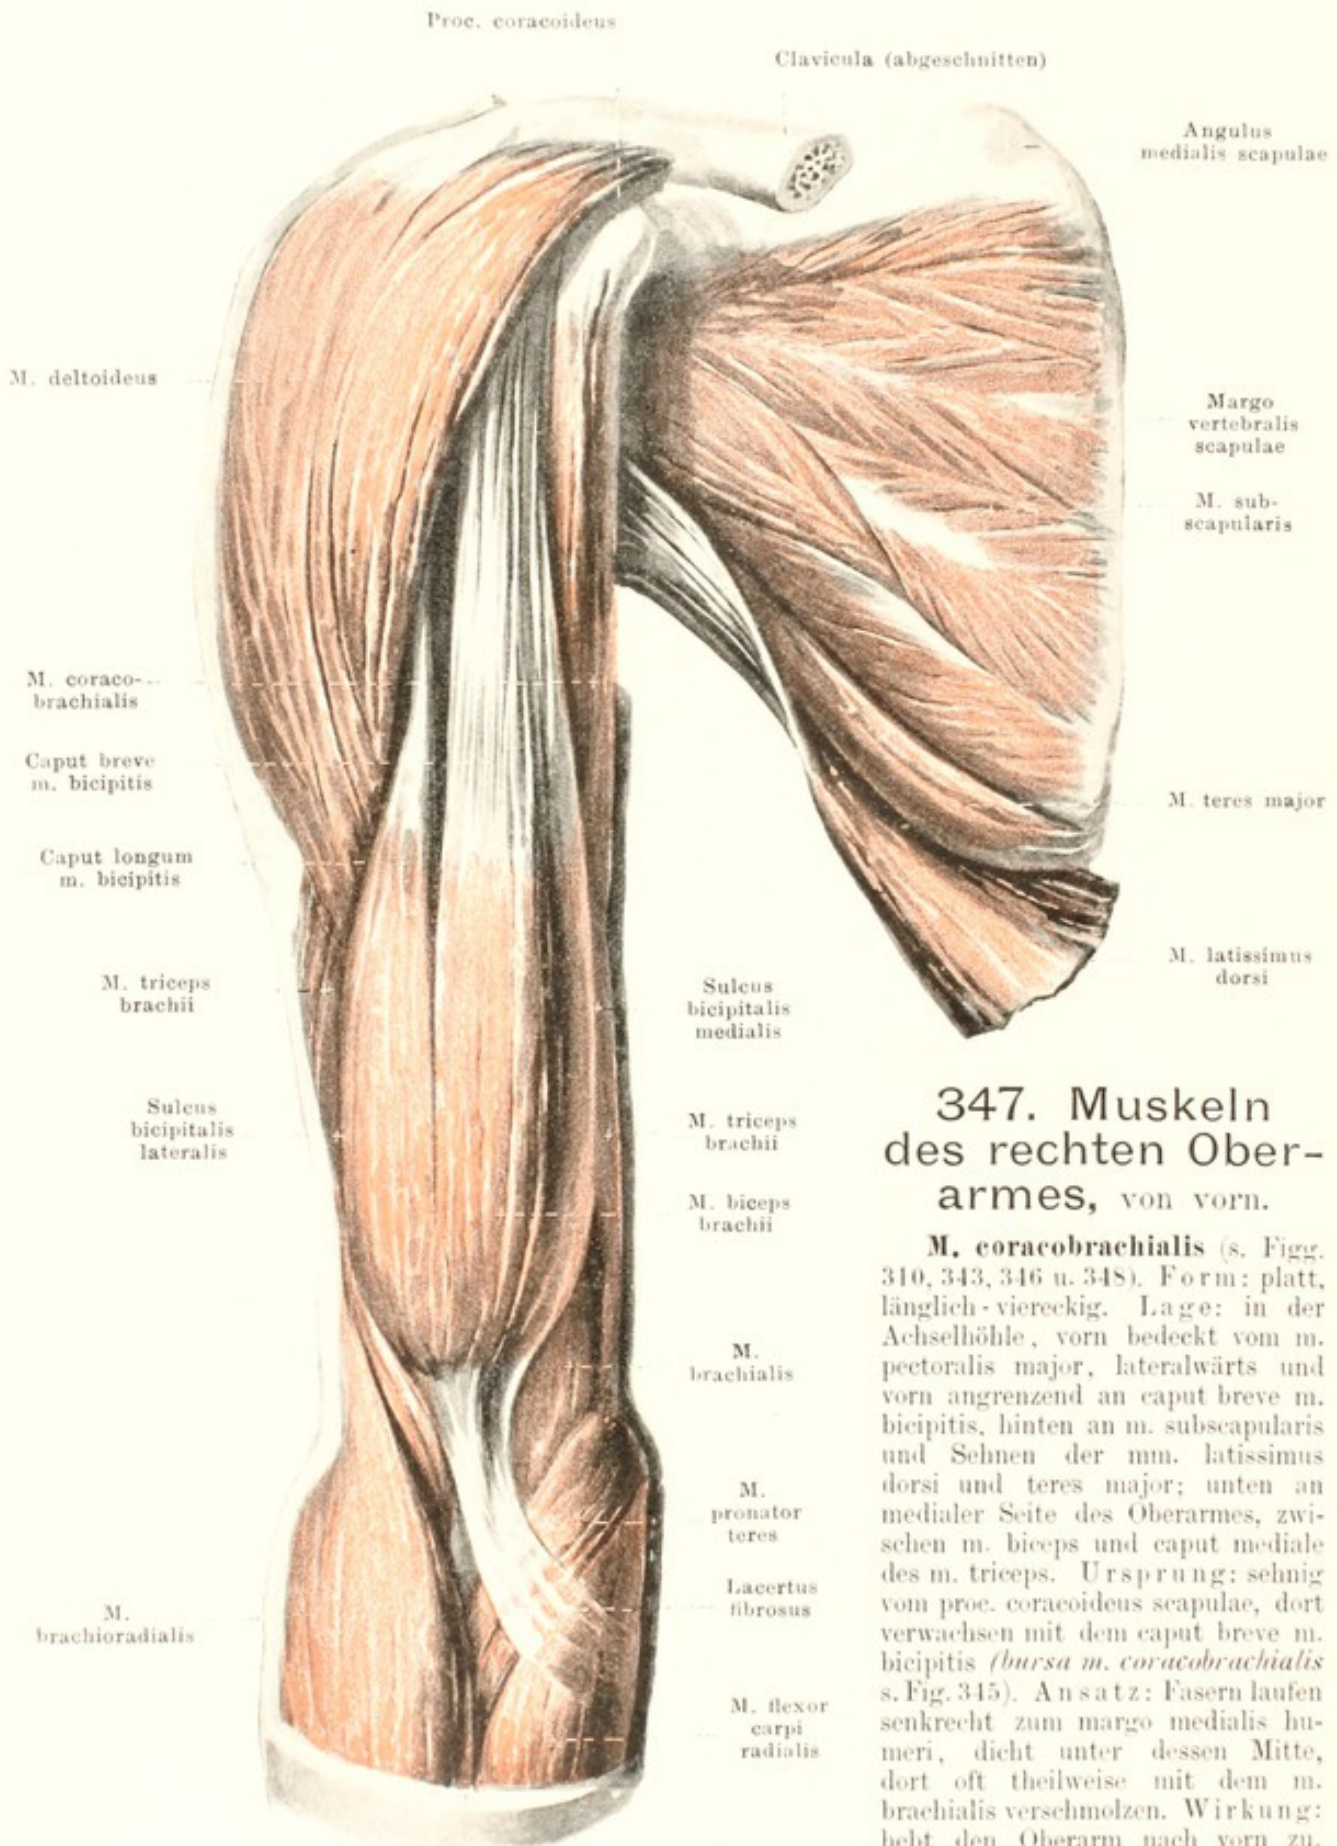 Proc. coracoideus
Clavicula (abgeschnitten)
Angulus
medialis scapulae
M. deltoideus
Margo
vertebralis
scapulae
M. sub-
scapularis
M. coraco-
brachialis
Caput breve
m. bicipitis
M. teres major
Caput longum
m. bicipitis
M. latissimus
dorsi
M. triceps
brachii
Sulcus
bicipitalis
medialis
Sulcus
bicipitalis
lateralis
M. triceps
brachii
M. biceps
brachii
M.
brachialis
M.
pronator
teres
Lacertus
fibrosus
M.
brachioradialis
M. flexor
carpi
radialis
347. Muskeln
des rechten Ober-
armes, von vorn.
M. coracobrachialis (s. Figg.
310, 343, 346 u. 348). Form: platt,
länglich-viereckig. Lage: in der
Achselhöhle, vorn bedeckt vom m.
pectoralis major, lateralwärts und
vorn angrenzend an caput breve m.
bicipitis, hinten an m. subscapularis
und Sehnen der mm. latissimus
dorsi und teres major; unten an
medialer Seite des Oberarmes, zwi-
schen m. biceps und caput mediale
des m. triceps. Ursprung: sehnig
vom proc. coracoideus scapulae, dort
verwachsen mit dem caput breve m.
bicipitis (bursa m. coracobrachialis
s. Fig. 345). Ansatz: Fasern laufen
senkrecht zum margo medialis hu-
meri, dicht unter dessen Mitte,
dort oft theilweise mit dem m.
brachialis verschmolzen. Wirkung:
hebt den Oberarm nach vorn zu.